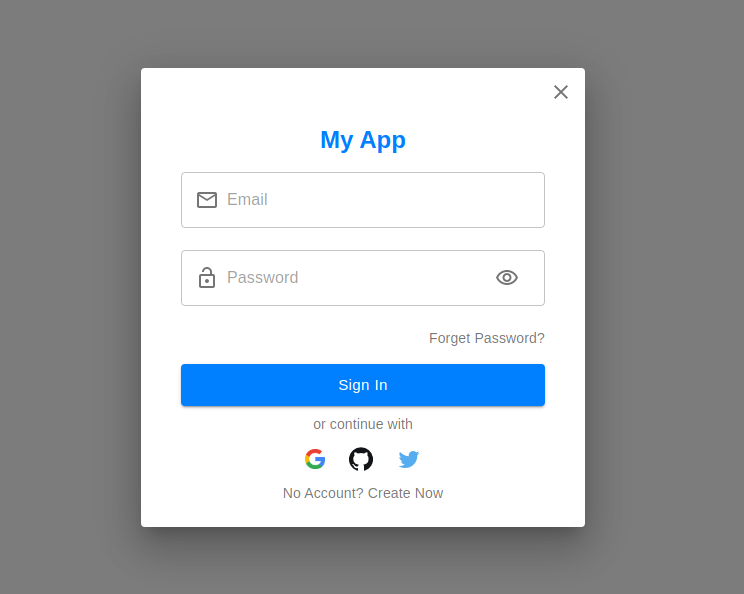 My App
Email
Password
Forget Password?
Sign In
or continue with
No Account? Create Now